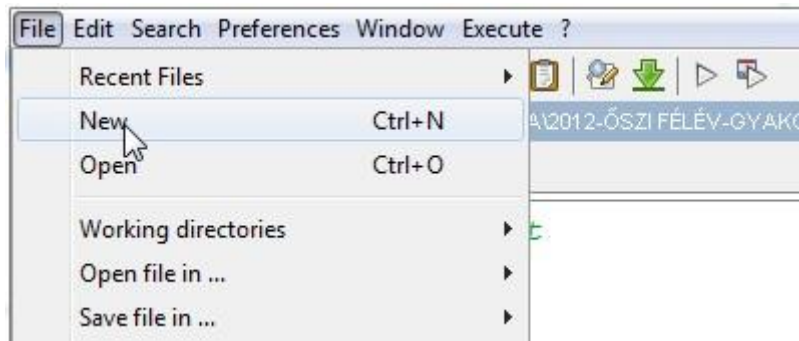 File Edit Search Preferences Window Execute ?
Recent Files
New Ctrl+N
A\2012-ŐSZI FÉLÉV-GYAK
Open Ctrl+O
Working directories
t
Open file in ...
Save file in ...